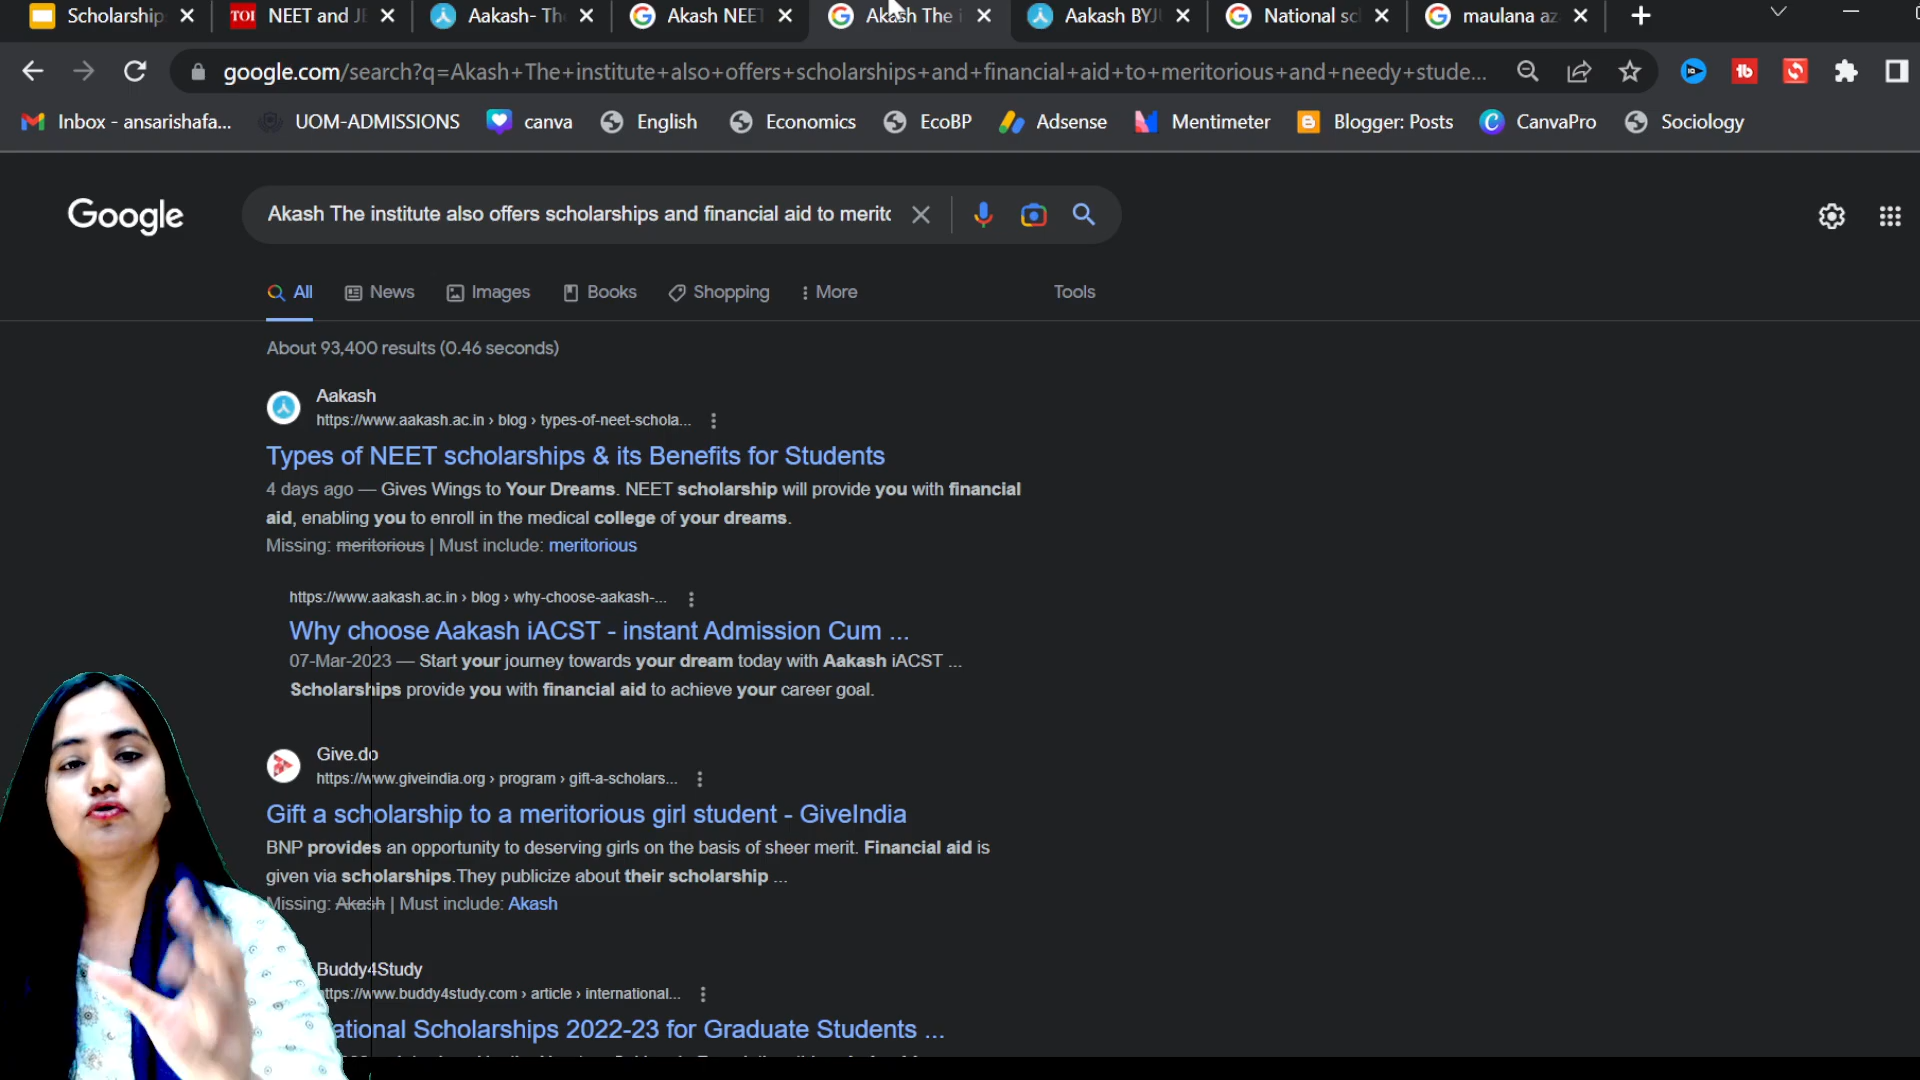 Scholarship
TOI NEET and JE
Aakash- Th
Akash NEET
Akash The i
Aakash BYJU
National sc
maulana az
google.com/search?q=Akash+The+institute+also+offers+scholarships+and+financial+aid+to+meritorious+and+needy+stude...
Inbox - ansarishafa...
UOM-ADMISSIONS
canva
English
Economics
EcoBP
Adsense
Mentimeter
Blogger: Posts
CanvaPro
Sociology
Google
Akash The institute also offers scholarships and financial aid to merito
All
News
Images
Books
Shopping
More
Tools
About 93,400 results (0.46 seconds)
Aakash
https://www.aakash.ac.in › blog › types-of-neet-schola...
Types of NEET scholarships & its Benefits for Students
4 days ago — Gives Wings to Your Dreams. NEET scholarship will provide you with financial
aid, enabling you to enroll in the medical college of your dreams.
Missing: meritorious | Must include: meritorious
https://www.aakash.ac.in › blog › why-choose-aakash-...
Why choose Aakash iACST - instant Admission Cum ...
07-Mar-2023 — Start your journey towards your dream today with Aakash iACST ...
Scholarships provide you with financial aid to achieve your career goal.
Give.do
https://www.giveindia.org › program › gift-a-scholars...
Gift a scholarship to a meritorious girl student - GiveIndia
BNP provides an opportunity to deserving girls on the basis of sheer merit. Financial aid is
given via scholarships.They publicize about their scholarship ...
Missing: Akash | Must include: Akash
Buddy4Study
ttps://www.buddy4study.com › article › international...
ational Scholarships 2022-23 for Graduate Students ...